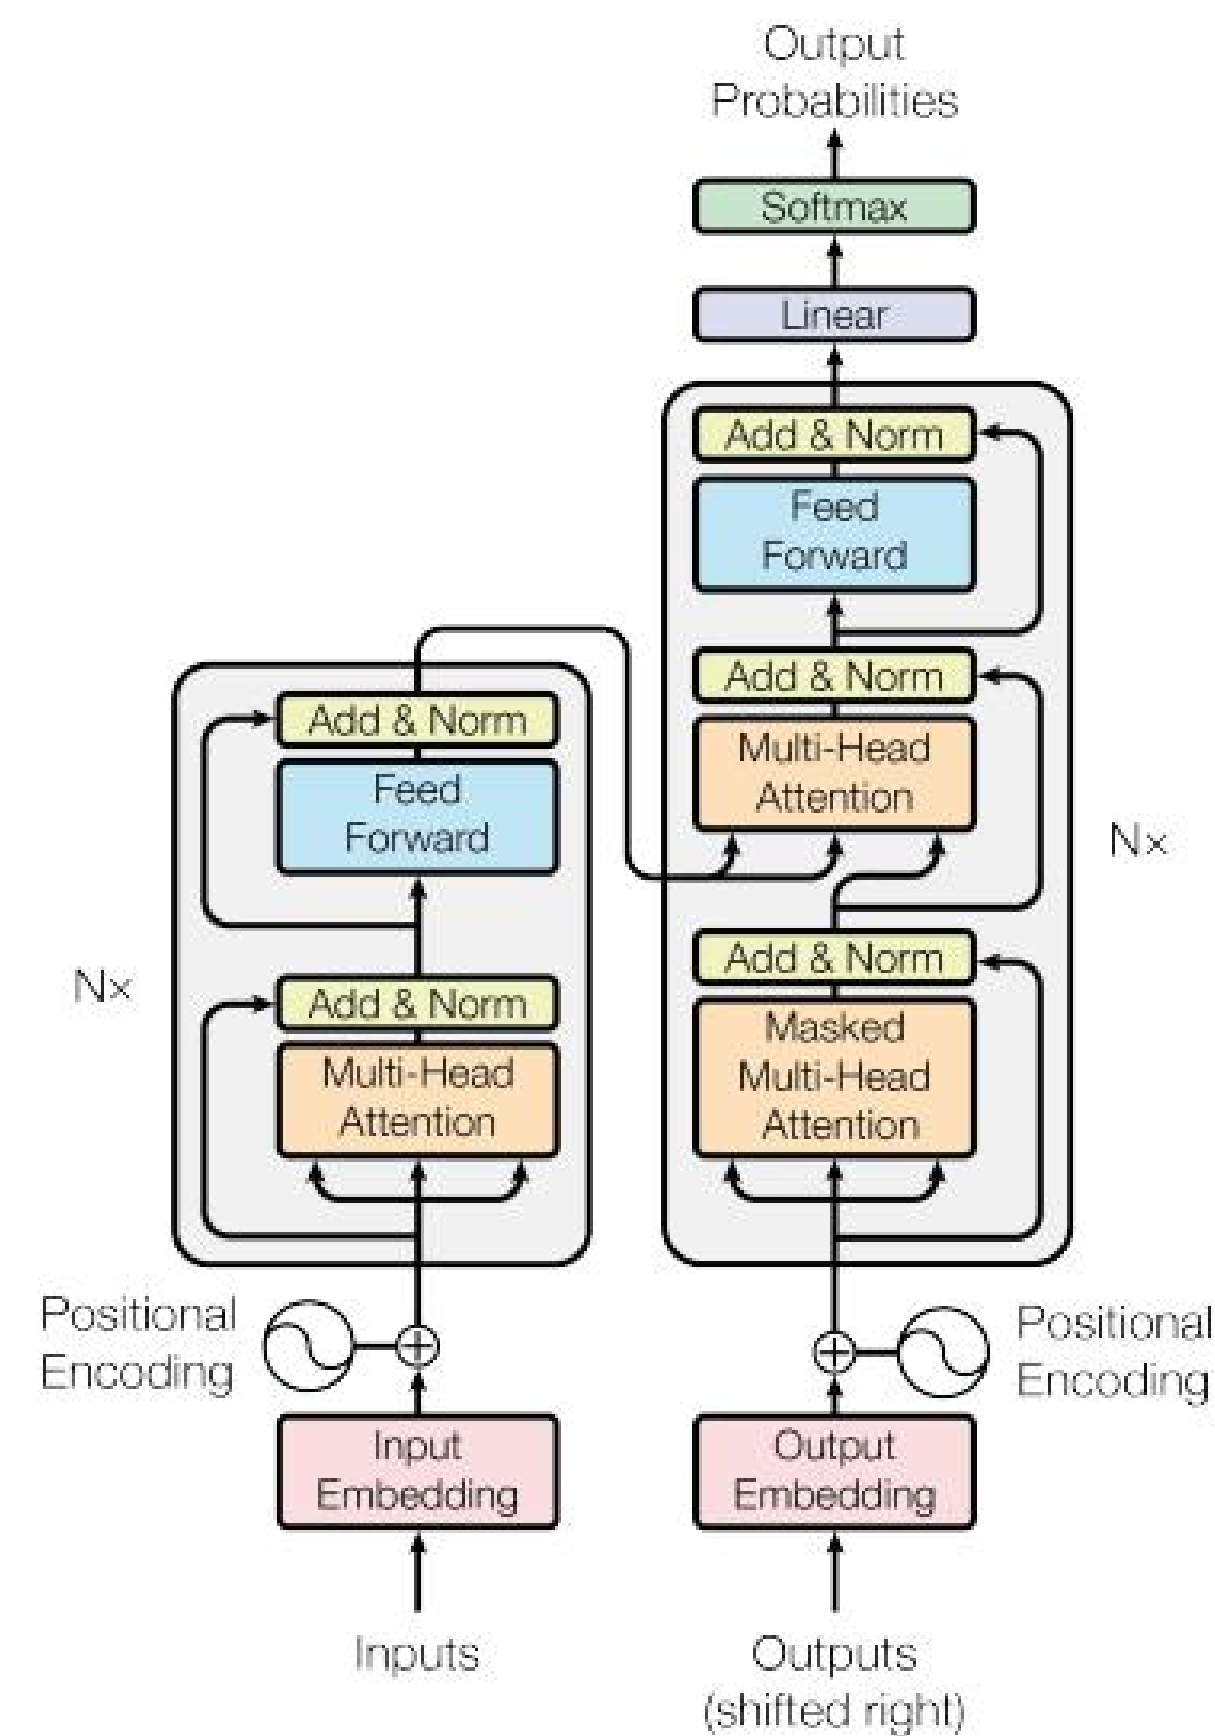 Output
Probabilities
Softmax
Linear
Add & Norm
Feed
Forward
Add & Norm
Multi-Head
Attention
Nx
Add & Norm
Masked
Multi-Head
Attention
Add & Norm
Feed
Forward
Nx
Add & Norm
Multi-Head
Attention
Positional
Encoding
Positional
Encoding
Input
Embedding
Output
Embedding
Inputs
Outputs
(shifted right)